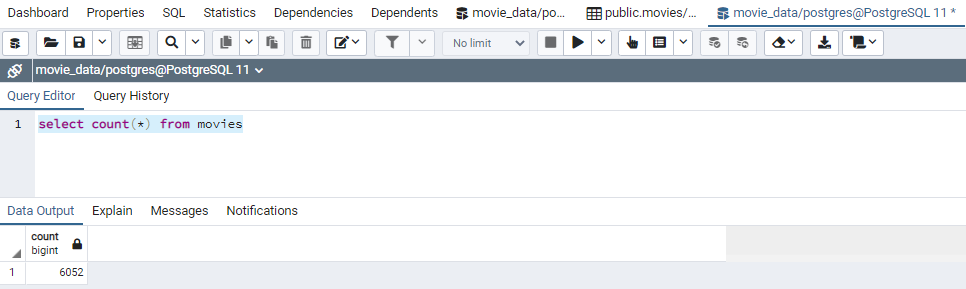 Dashboard Properties SQL Statistics Dependencies Dependents movie_data/po... public.movies/... movie_data/postgres@PostgreSQL 11 *
No limit
movie_data/postgres@PostgreSQL 11
Query Editor Query History
1 select count(*) from movies
Data Output Explain Messages Notifications
count
bigint
1 6052